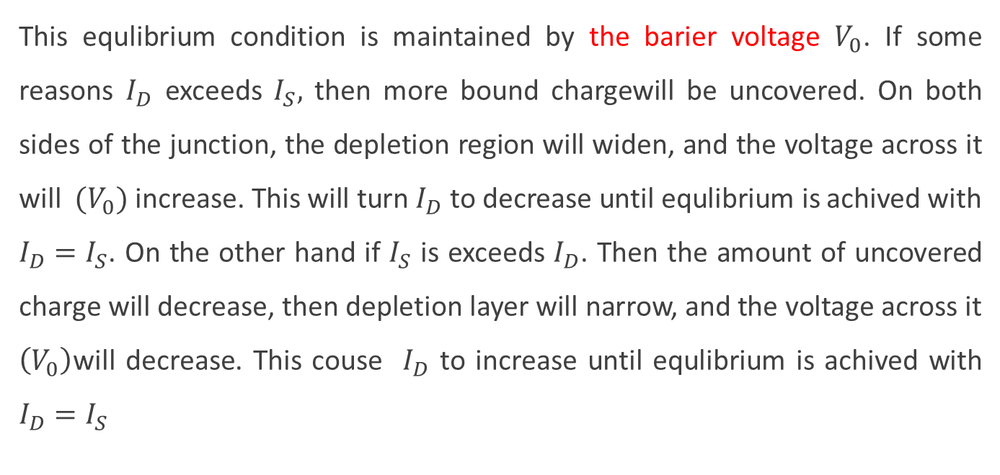 This equlibrium condition is maintained by the barier voltage V₀. If some
reasons I_D exceeds I_S, then more bound chargewill be uncovered. On both
sides of the junction, the depletion region will widen, and the voltage across it
will (V₀) increase. This will turn I_D to decrease until equlibrium is achived with
I_D = I_S. On the other hand if I_S is exceeds I_D. Then the amount of uncovered
charge will decrease, then depletion layer will narrow, and the voltage across it
(V₀)will decrease. This couse I_D to increase until equlibrium is achived with
I_D = I_S